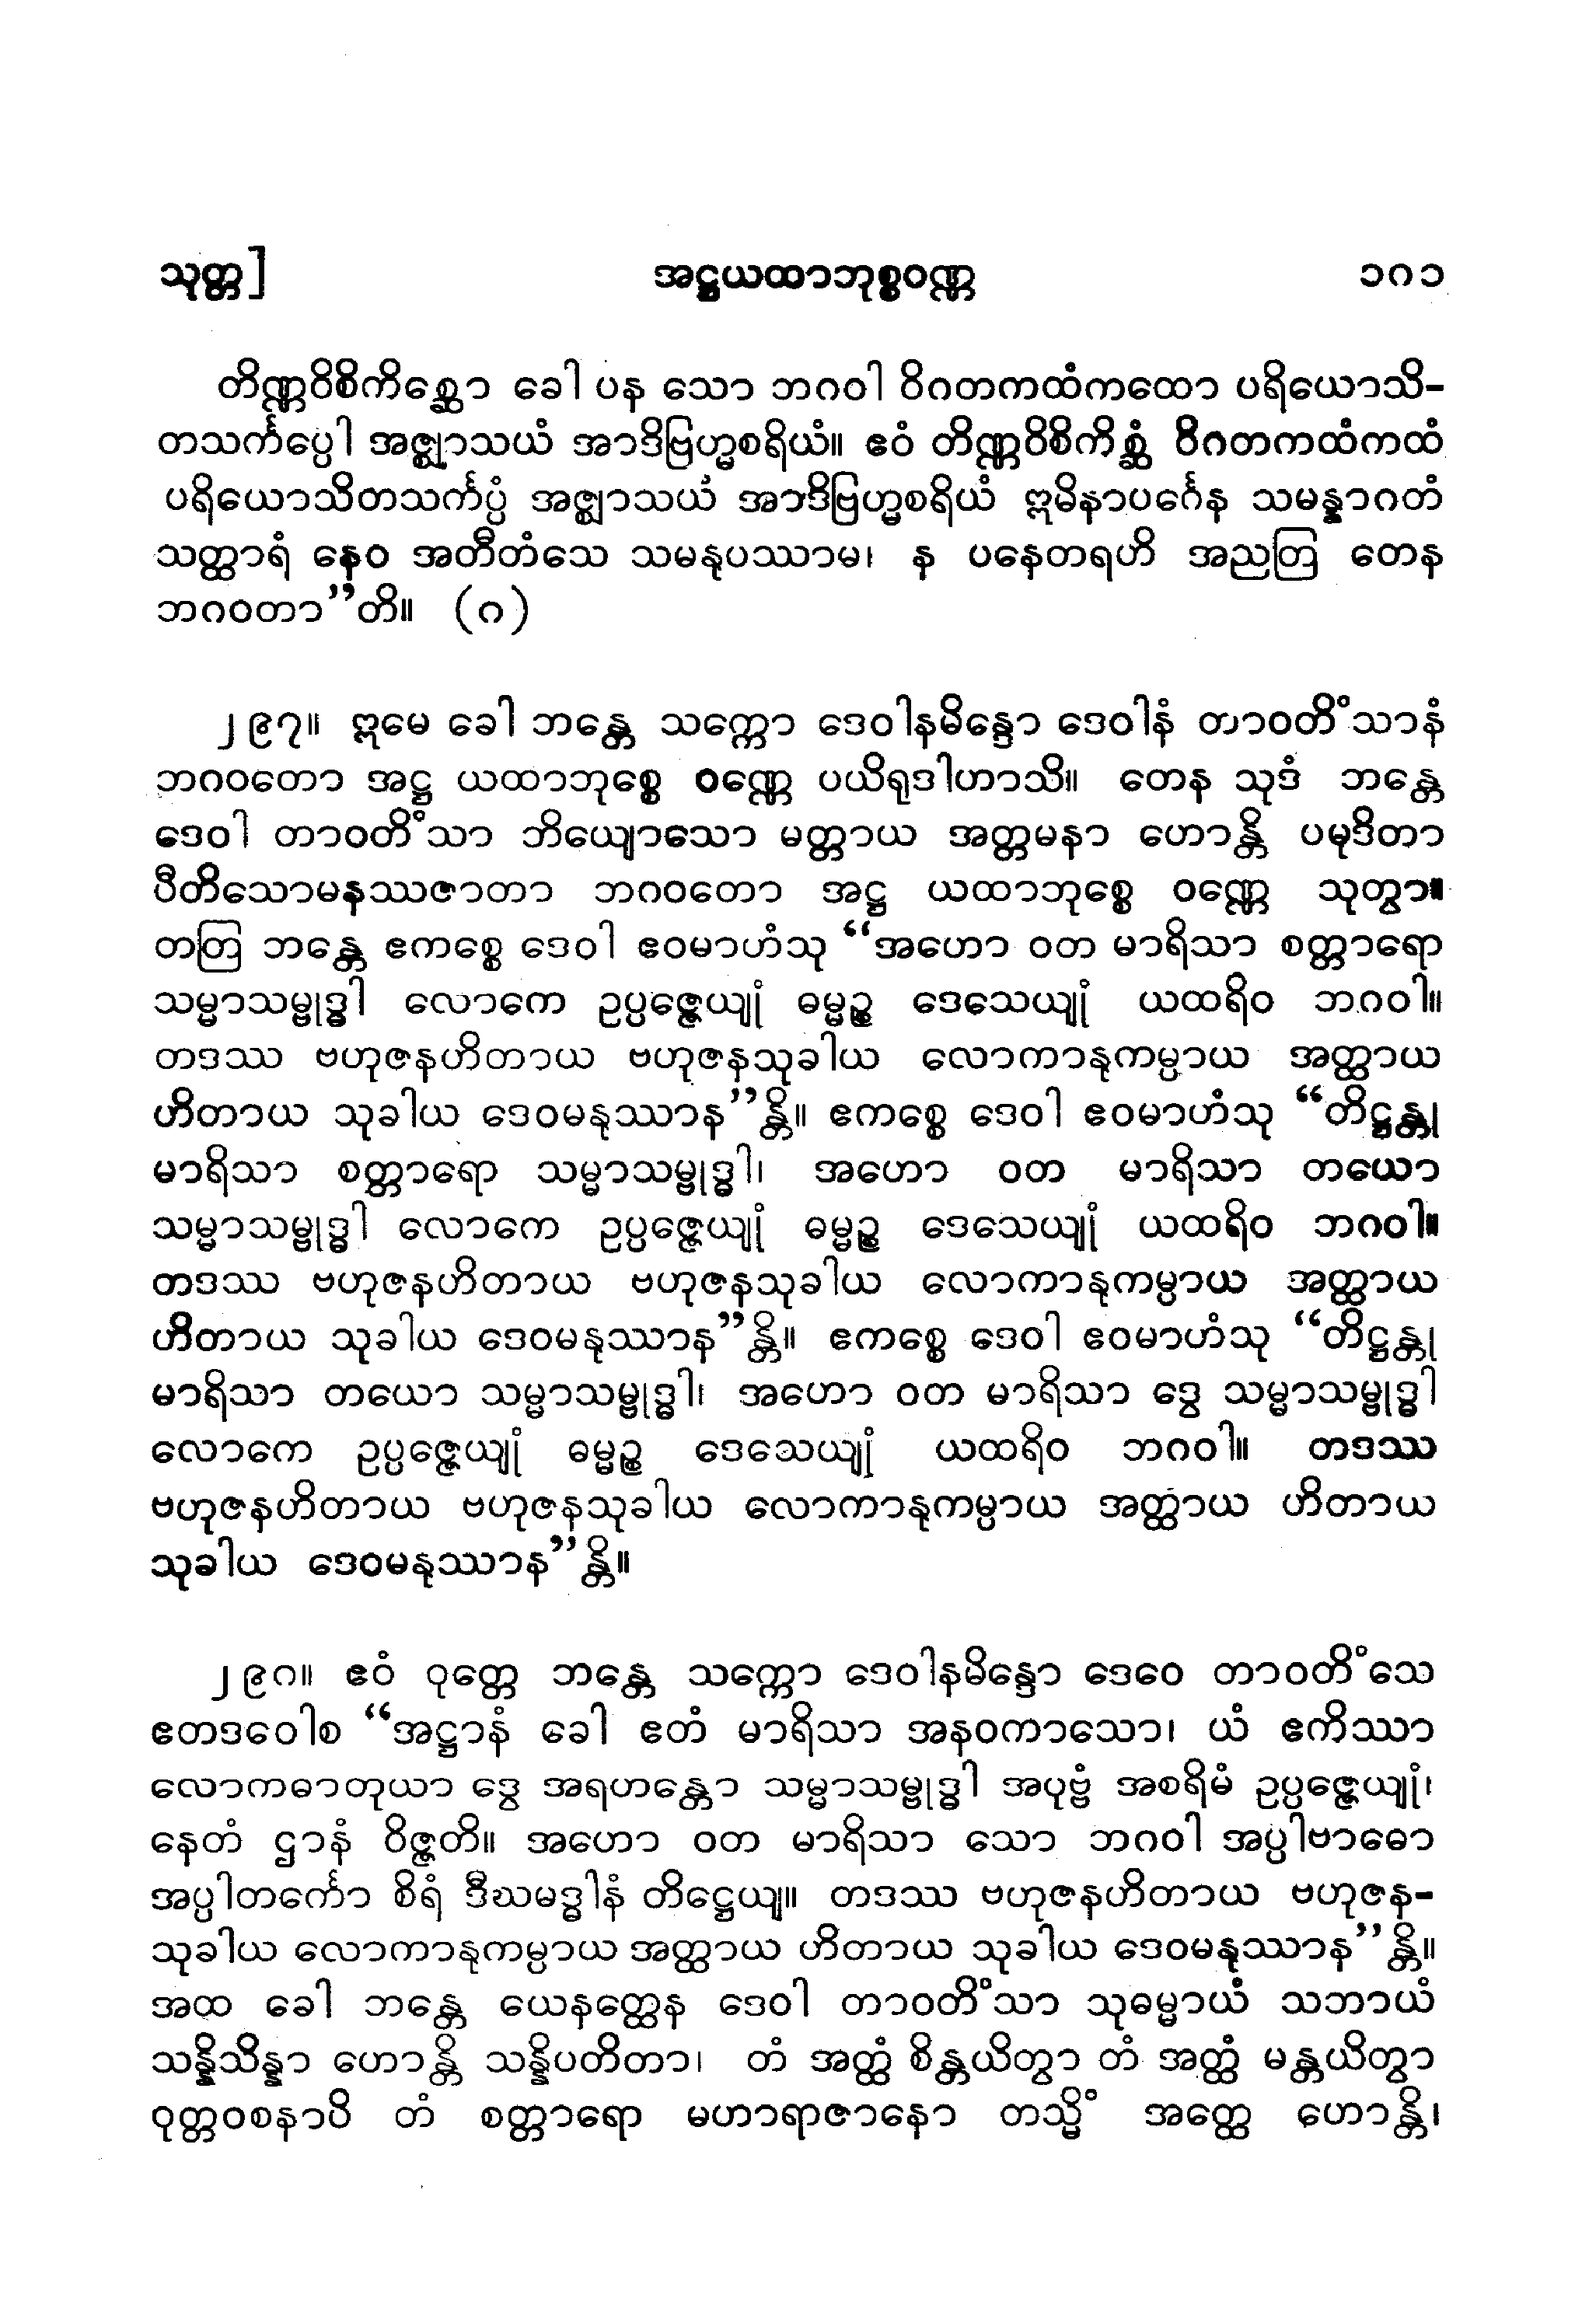 သုတ္တ]	အဋ္ဌယထာဘုစ္စဝဏ္ဏ	၁၈၁
တိဏ္ဏဝိစိကိစ္ဆော ခေါ ပန သော ဘဂဝါ ဝိဂတကထံကထော ပရိယောသိ-
တသင်္ကပ္ပေါ အဇ္ဈာသယံ အာဒိဗြဟ္မစရိယံ။ ဧဝံ တိဏ္ဏဝိစိကိစ္ဆံ ဝိဂတကထံကထံ
ပရိယောသိတသင်္ကပ္ပံ အဇ္ဈာသယံ အာဒိဗြဟ္မစရိယံ ဣမိနာပင်္ဂေန သမန္နာဂတံ
သတ္ထာရံ နေဝ အတီတံသေ သမနုပဿာမ၊ န ပနေတရဟိ အညတြ တေန
ဘဂဝတာ”တိ။ (၈)
၂၉၇။ ဣမေ ခေါ ဘန္တေ သက္ကော ဒေဝါနမိန္ဒော ဒေဝါနံ တာဝတိံသာနံ
ဘဂဝတော အဋ္ဌ ယထာဘုစ္စေ ဝဏ္ဏေ ပယိရုဒါဟာသိ။ တေန သုဒံ ဘန္တေ
ဒေဝါ တာဝတိံသာ ဘိယျောသော မတ္တာယ အတ္တမနာ ဟောန္တိ ပမုဒိတာ
ပီတိသောမနဿဇာတာ ဘဂဝတော အဋ္ဌ ယထာဘုစ္စေ ဝဏ္ဏေ သုတွာ။
တတြ ဘန္တေ ဧကစ္စေ ဒေဝါ ဧဝမာဟံသု “အဟော ဝတ မာရိသာ စတ္တာရော
သမ္မာသမ္ဗုဒ္ဓါ လောကေ ဥပ္ပဇ္ဇေယျုံ ဓမ္မဉ္စ ဒေသေယျုံ ယထရိဝ ဘဂဝါ။
တဒဿ ဗဟုဇနဟိတာယ ဗဟုဇနသုခါယ လောကာနုကမ္ပာယ အတ္ထာယ
ဟိတာယ သုခါယ ဒေဝမနုဿာန”န္တိ။ ဧကစ္စေ ဒေဝါ ဧဝမာဟံသု “တိဋ္ဌန္တု
မာရိသာ စတ္တာရော သမ္မာသမ္ဗုဒ္ဓါ၊ အဟော ဝတ မာရိသာ တယော
သမ္မာသမ္ဗုဒ္ဓါ လောကေ ဥပ္ပဇ္ဇေယျုံ ဓမ္မဉ္စ ဒေသေယျုံ ယထရိဝ ဘဂဝါ။
တဒဿ ဗဟုဇနဟိတာယ ဗဟုဇနသုခါယ လောကာနုကမ္ပာယ အတ္ထာယ
ဟိတာယ သုခါယ ဒေဝမနုဿာန”န္တိ။ ဧကစ္စေ ဒေဝါ ဧဝမာဟံသု “တိဋ္ဌန္တု
မာရိသာ တယော သမ္မာသမ္ဗုဒ္ဓါ၊ အဟော ဝတ မာရိသာ ဒွေ သမ္မာသမ္ဗုဒ္ဓါ
လောကေ ဥပ္ပဇ္ဇေယျုံ ဓမ္မဉ္စ ဒေသေယျုံ ယထရိဝ ဘဂဝါ။ တဒဿ
ဗဟုဇနဟိတာယ ဗဟုဇနသုခါယ လောကာနုကမ္ပာယ အတ္ထာယ ဟိတာယ
သုခါယ ဒေဝမနုဿာန”န္တိ။
၂၉၈။ ဧဝံ ဝုတ္တေ ဘန္တေ သက္ကော ဒေဝါနမိန္ဒော ဒေဝေ တာဝတိံသေ
ဧတဒဝေါစ “အဋ္ဌာနံ ခေါ ဧတံ မာရိသာ အနဝကာသော၊ ယံ ဧကိဿာ
လောကဓာတုယာ ဒွေ အရဟန္တော သမ္မာသမ္ဗုဒ္ဓါ အပုဗ္ဗံ အစရိမံ ဥပ္ပဇ္ဇေယျုံ၊
နေတံ ဌာနံ ဝိဇ္ဇတိ။ အဟော ဝတ မာရိသာ သော ဘဂဝါ အပ္ပါဗာဓော
အပ္ပါတင်္ကော စိရံ ဒီဃမဒ္ဓါနံ တိဋ္ဌေယျ။ တဒဿ ဗဟုဇနဟိတာယ ဗဟုဇန-
သုခါယ လောကာနုကမ္ပာယ အတ္ထာယ ဟိတာယ သုခါယ ဒေဝမနုဿာန”န္တိ။
အထ ခေါ ဘန္တေ ယေနတ္ထေန ဒေဝါ တာဝတိံသာ သုဓမ္မာယံ သဘာယံ
သန္နိသိန္နာ ဟောန္တိ သန္နိပတိတာ၊ တံ အတ္ထံ စိန္တယိတွာ တံ အတ္ထံ မန္တယိတွာ
ဝုတ္တဝစနာပိ တံ စတ္တာရော မဟာရာဇာနော တသ္မိံ အတ္ထေ ဟောန္တိ၊